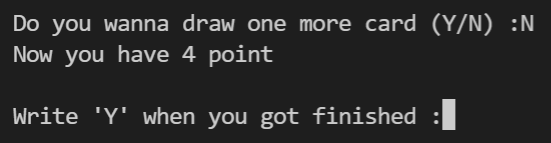 Do you wanna draw one more card (Y/N) :N
Now you have 4 point
Write 'Y' when you got finished :